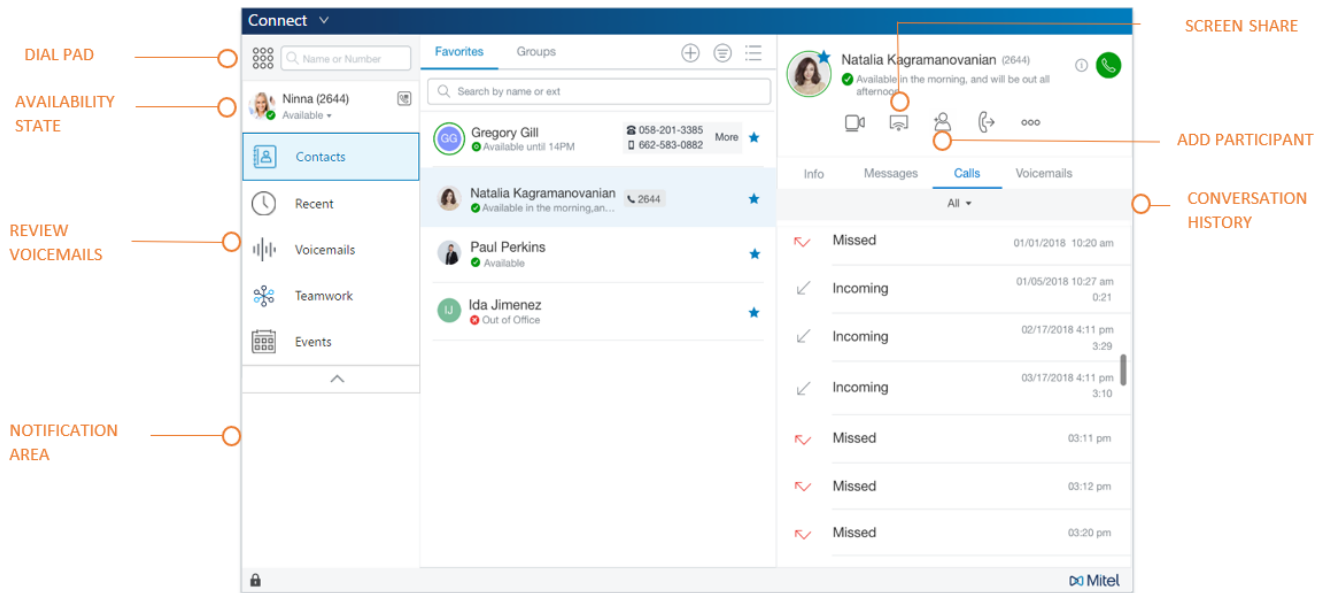 Connect
SCREEN SHARE
DIAL PAD
Name or Number
AVAILABILITY
STATE
Ninna (2644)
Available
Contacts
Recent
REVIEW
VOICEMAILS
Voicemails
Teamwork
Events
NOTIFICATION
AREA
Favorites Groups
Search by name or ext
GG
Gregory Gill
Available until 14PM
058-201-3385
662-583-0882
More
Natalia Kagramanovanian
Available in the morning,an...
2644
Paul Perkins
Available
IJ
Ida Jimenez
Out of Office
Natalia Kagramanovanian (2644)
Available in the morning, and will be out all
afternoon
ADD PARTICIPANT
Info Messages Calls Voicemails
All
CONVERSATION
HISTORY
Missed 01/01/2018 10:20 am
Incoming 01/05/2018 10:27 am
0:21
Incoming 02/17/2018 4:11 pm
3:29
Incoming 03/17/2018 4:11 pm
3:10
Missed 03:11 pm
Missed 03:12 pm
Missed 03:20 pm
Mitel